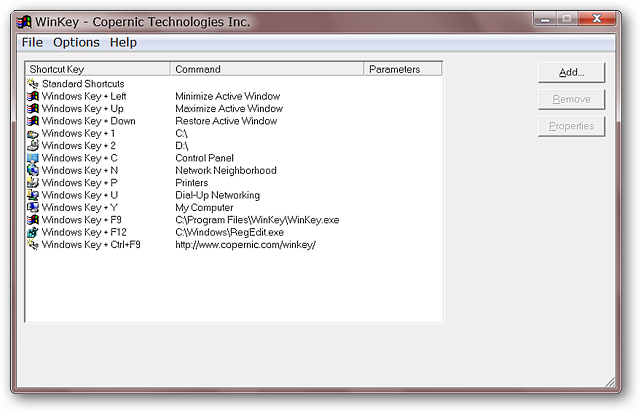 WinKey - Copernic Technologies Inc.
File Options Help
Shortcut Key Command Parameters
Standard Shortcuts
Windows Key + Left Minimize Active Window
Windows Key + Up Maximize Active Window
Windows Key + Down Restore Active Window
Windows Key + 1 C:\
Windows Key + 2 D:\
Windows Key + C Control Panel
Windows Key + N Network Neighborhood
Windows Key + P Printers
Windows Key + U Dial-Up Networking
Windows Key + Y My Computer
Windows Key + F9 C:\Program Files\WinKey\WinKey.exe
Windows Key + F12 C:\Windows\RegEdit.exe
Windows Key + Ctrl+F9 http://www.copernic.com/winkey/
Add...
Remove
Properties